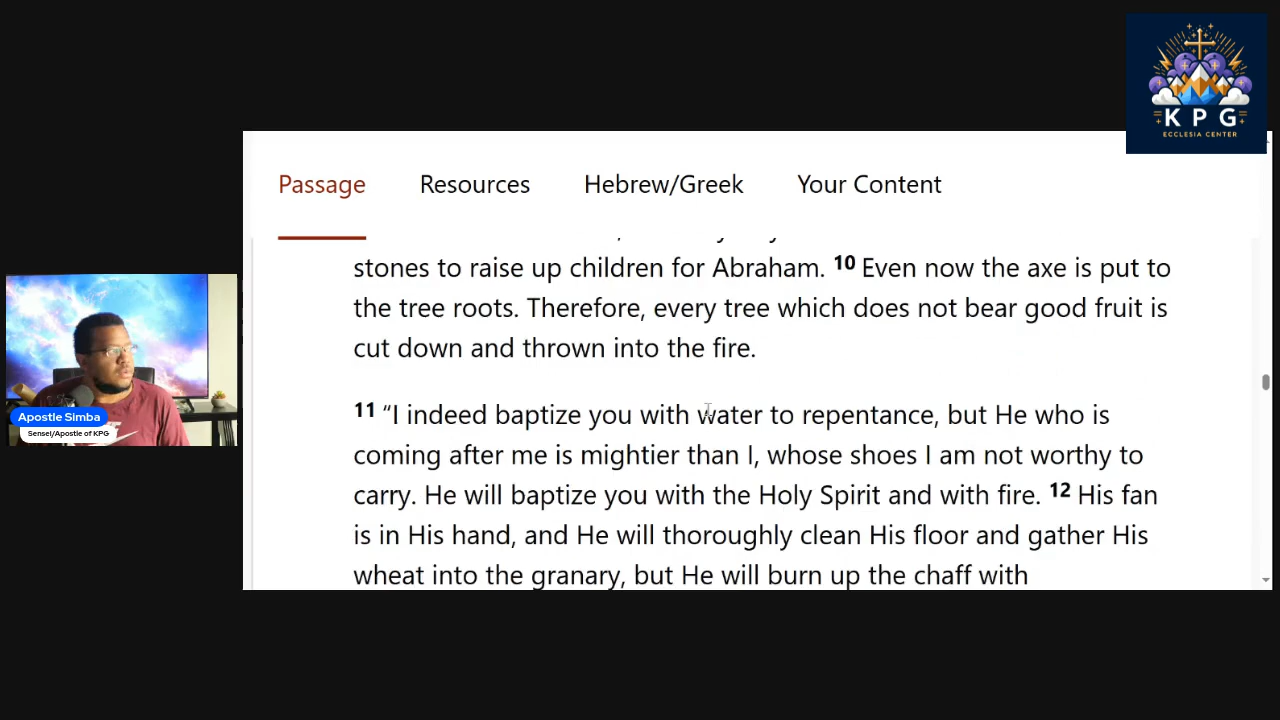 K P G
ECCLESIA CENTER
Passage Resources Hebrew/Greek Your Content
stones to raise up children for Abraham. 10 Even now the axe is put to
the tree roots. Therefore, every tree which does not bear good fruit is
cut down and thrown into the fire.
11 “I indeed baptize you with water to repentance, but He who is
coming after me is mightier than I, whose shoes I am not worthy to
carry. He will baptize you with the Holy Spirit and with fire. 12 His fan
is in His hand, and He will thoroughly clean His floor and gather His
wheat into the granary, but He will burn up the chaff with
Apostle Simba
Sensei/Apostle of KPG